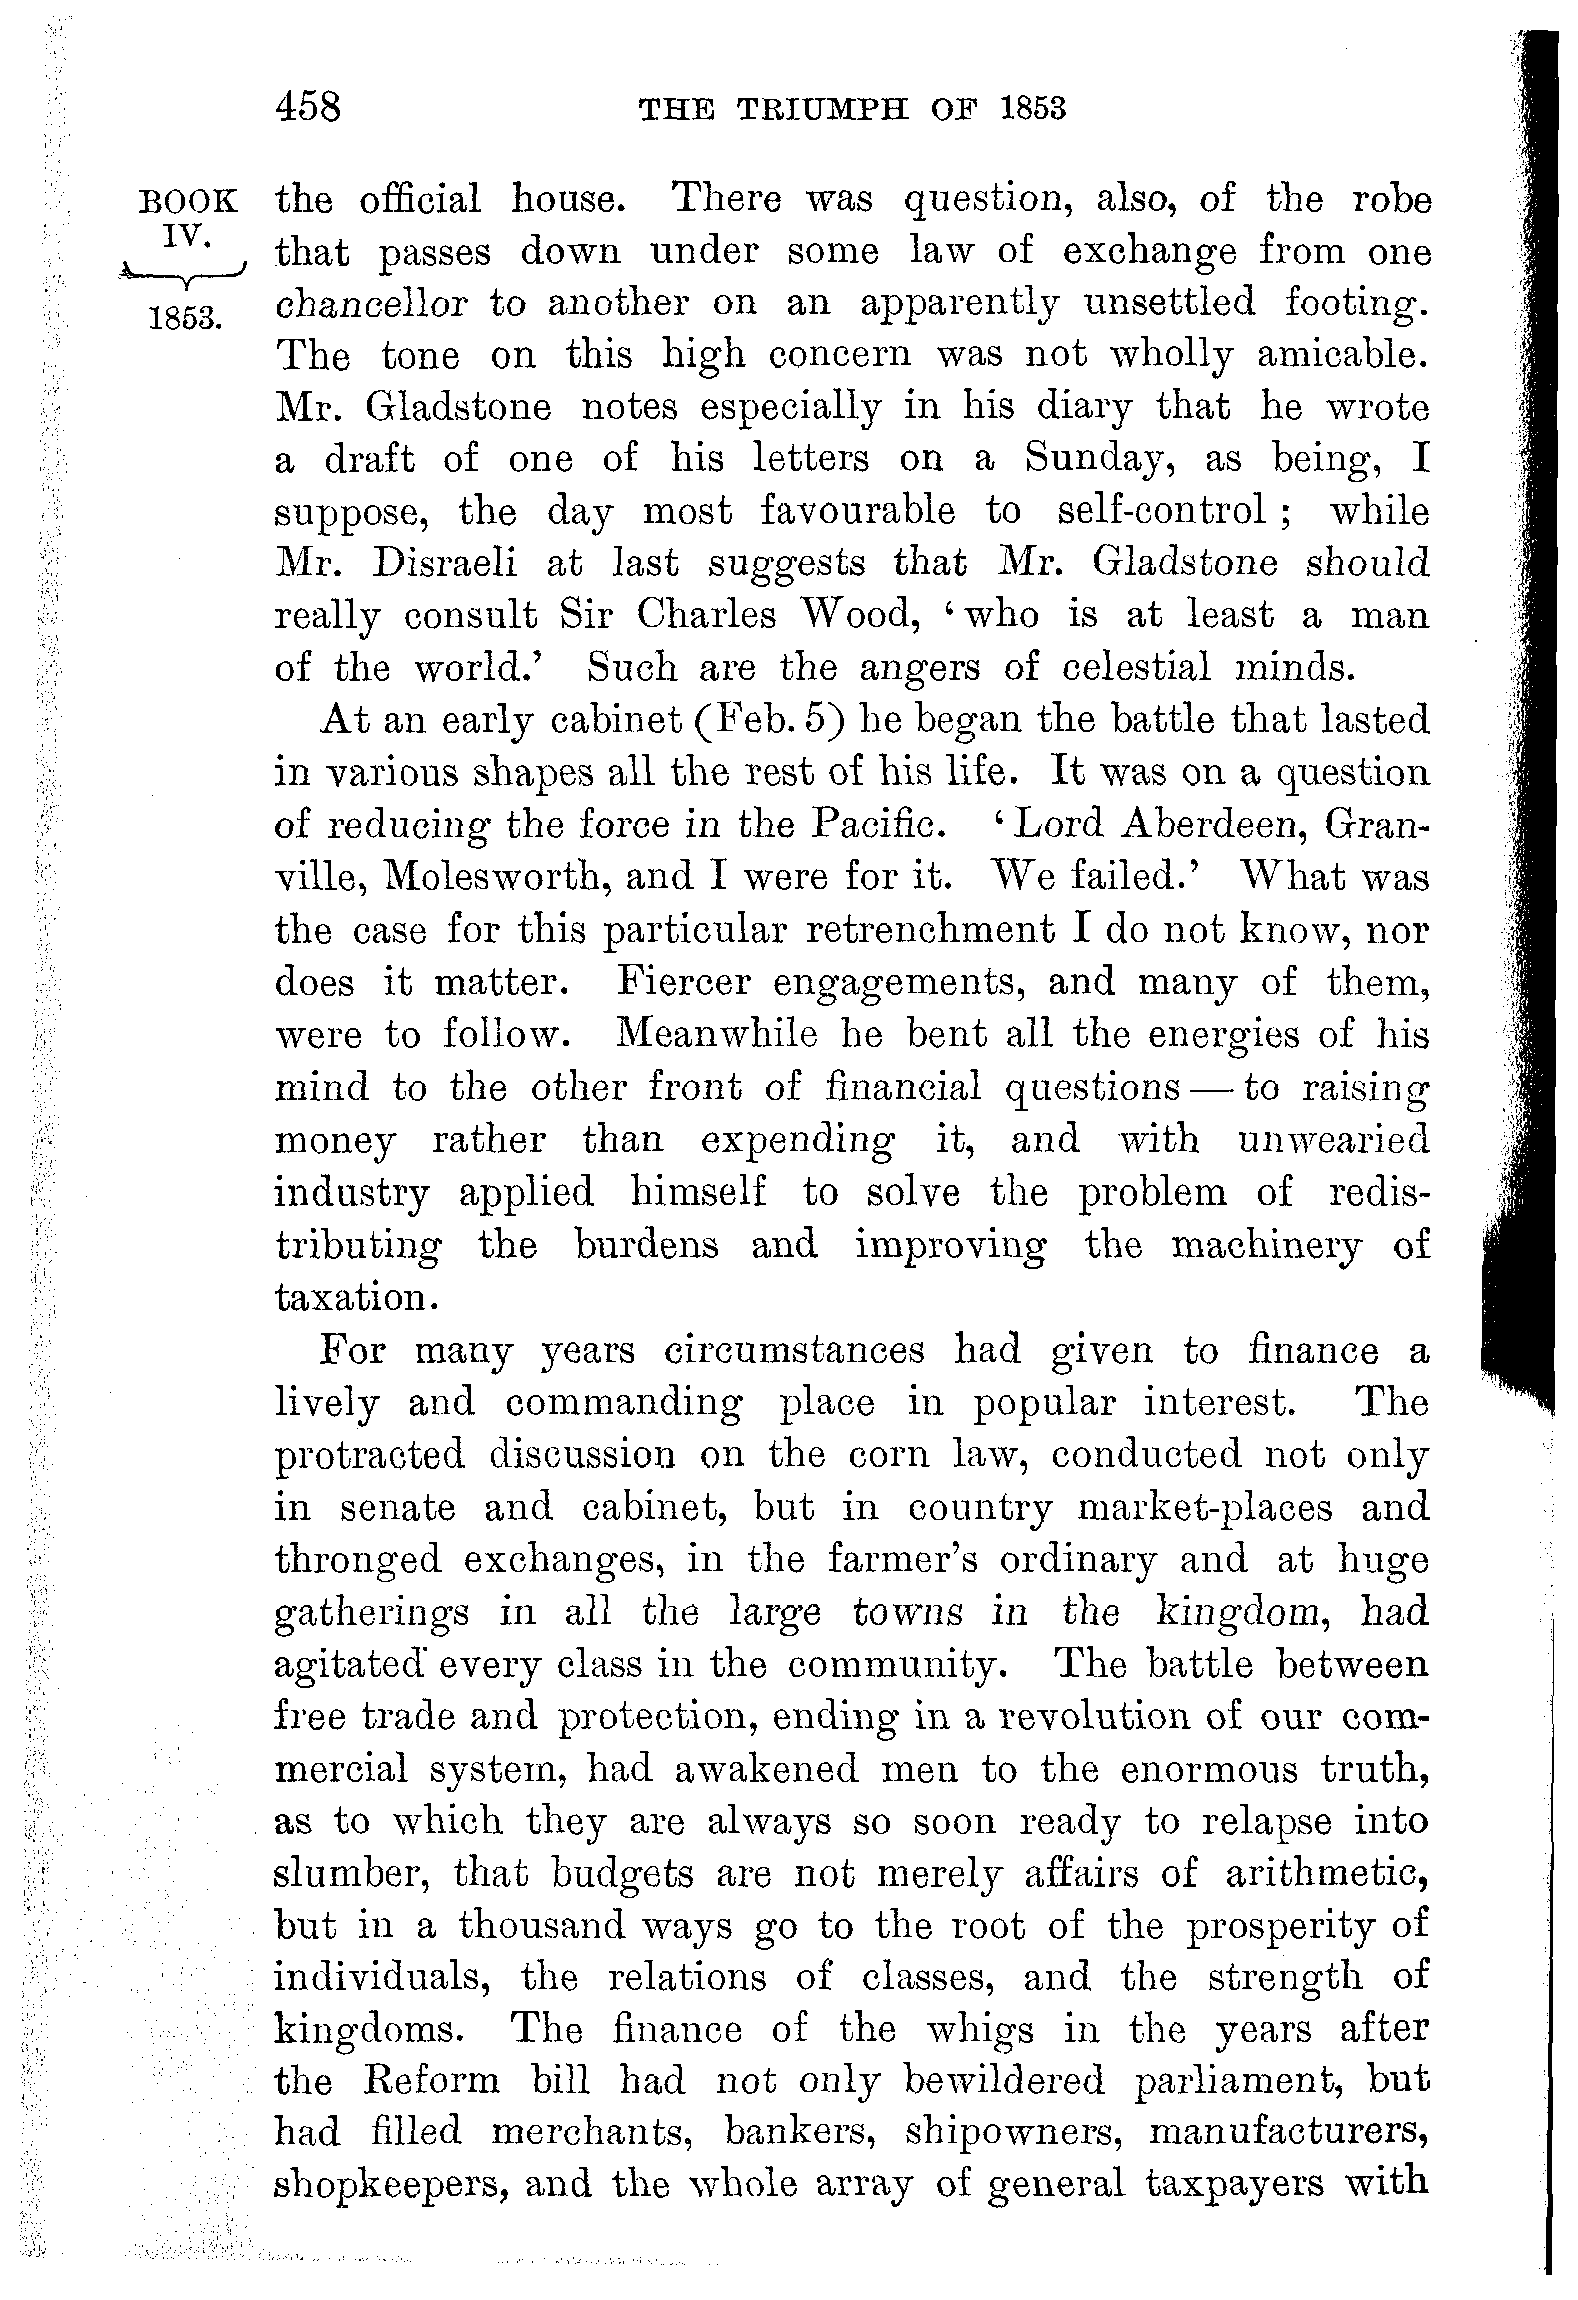 458 THE TRIUMPH OF 1853
BOOK
IV.
1853.
the official house. There was question, also, of the robe
that passes down under some law of exchange from one
chancellor to another on an apparently unsettled footing.
The tone on this high concern was not wholly amicable.
Mr. Gladstone notes especially in his diary that he wrote
a draft of one of his letters on a Sunday, as being, I
suppose, the day most favourable to self-control ; while
Mr. Disraeli at last suggests that Mr. Gladstone should
really consult Sir Charles Wood, ‘who is at least a man
of the world.’ Such are the angers of celestial minds.
At an early cabinet (Feb. 5) he began the battle that lasted
in various shapes all the rest of his life. It was on a question
of reducing the force in the Pacific. ‘Lord Aberdeen, Gran-
ville, Molesworth, and I were for it. We failed.’ What was
the case for this particular retrenchment I do not know, nor
does it matter. Fiercer engagements, and many of them,
were to follow. Meanwhile he bent all the energies of his
mind to the other front of financial questions — to raising
money rather than expending it, and with unwearied
industry applied himself to solve the problem of redis-
tributing the burdens and improving the machinery of
taxation.
For many years circumstances had given to finance a
lively and commanding place in popular interest. The
protracted discussion on the corn law, conducted not only
in senate and cabinet, but in country market-places and
thronged exchanges, in the farmer’s ordinary and at huge
gatherings in all the large towns in the kingdom, had
agitated every class in the community. The battle between
free trade and protection, ending in a revolution of our com-
mercial system, had awakened men to the enormous truth,
as to which they are always so soon ready to relapse into
slumber, that budgets are not merely affairs of arithmetic,
but in a thousand ways go to the root of the prosperity of
individuals, the relations of classes, and the strength of
kingdoms. The finance of the whigs in the years after
the Reform bill had not only bewildered parliament, but
had filled merchants, bankers, shipowners, manufacturers,
shopkeepers, and the whole array of general taxpayers with